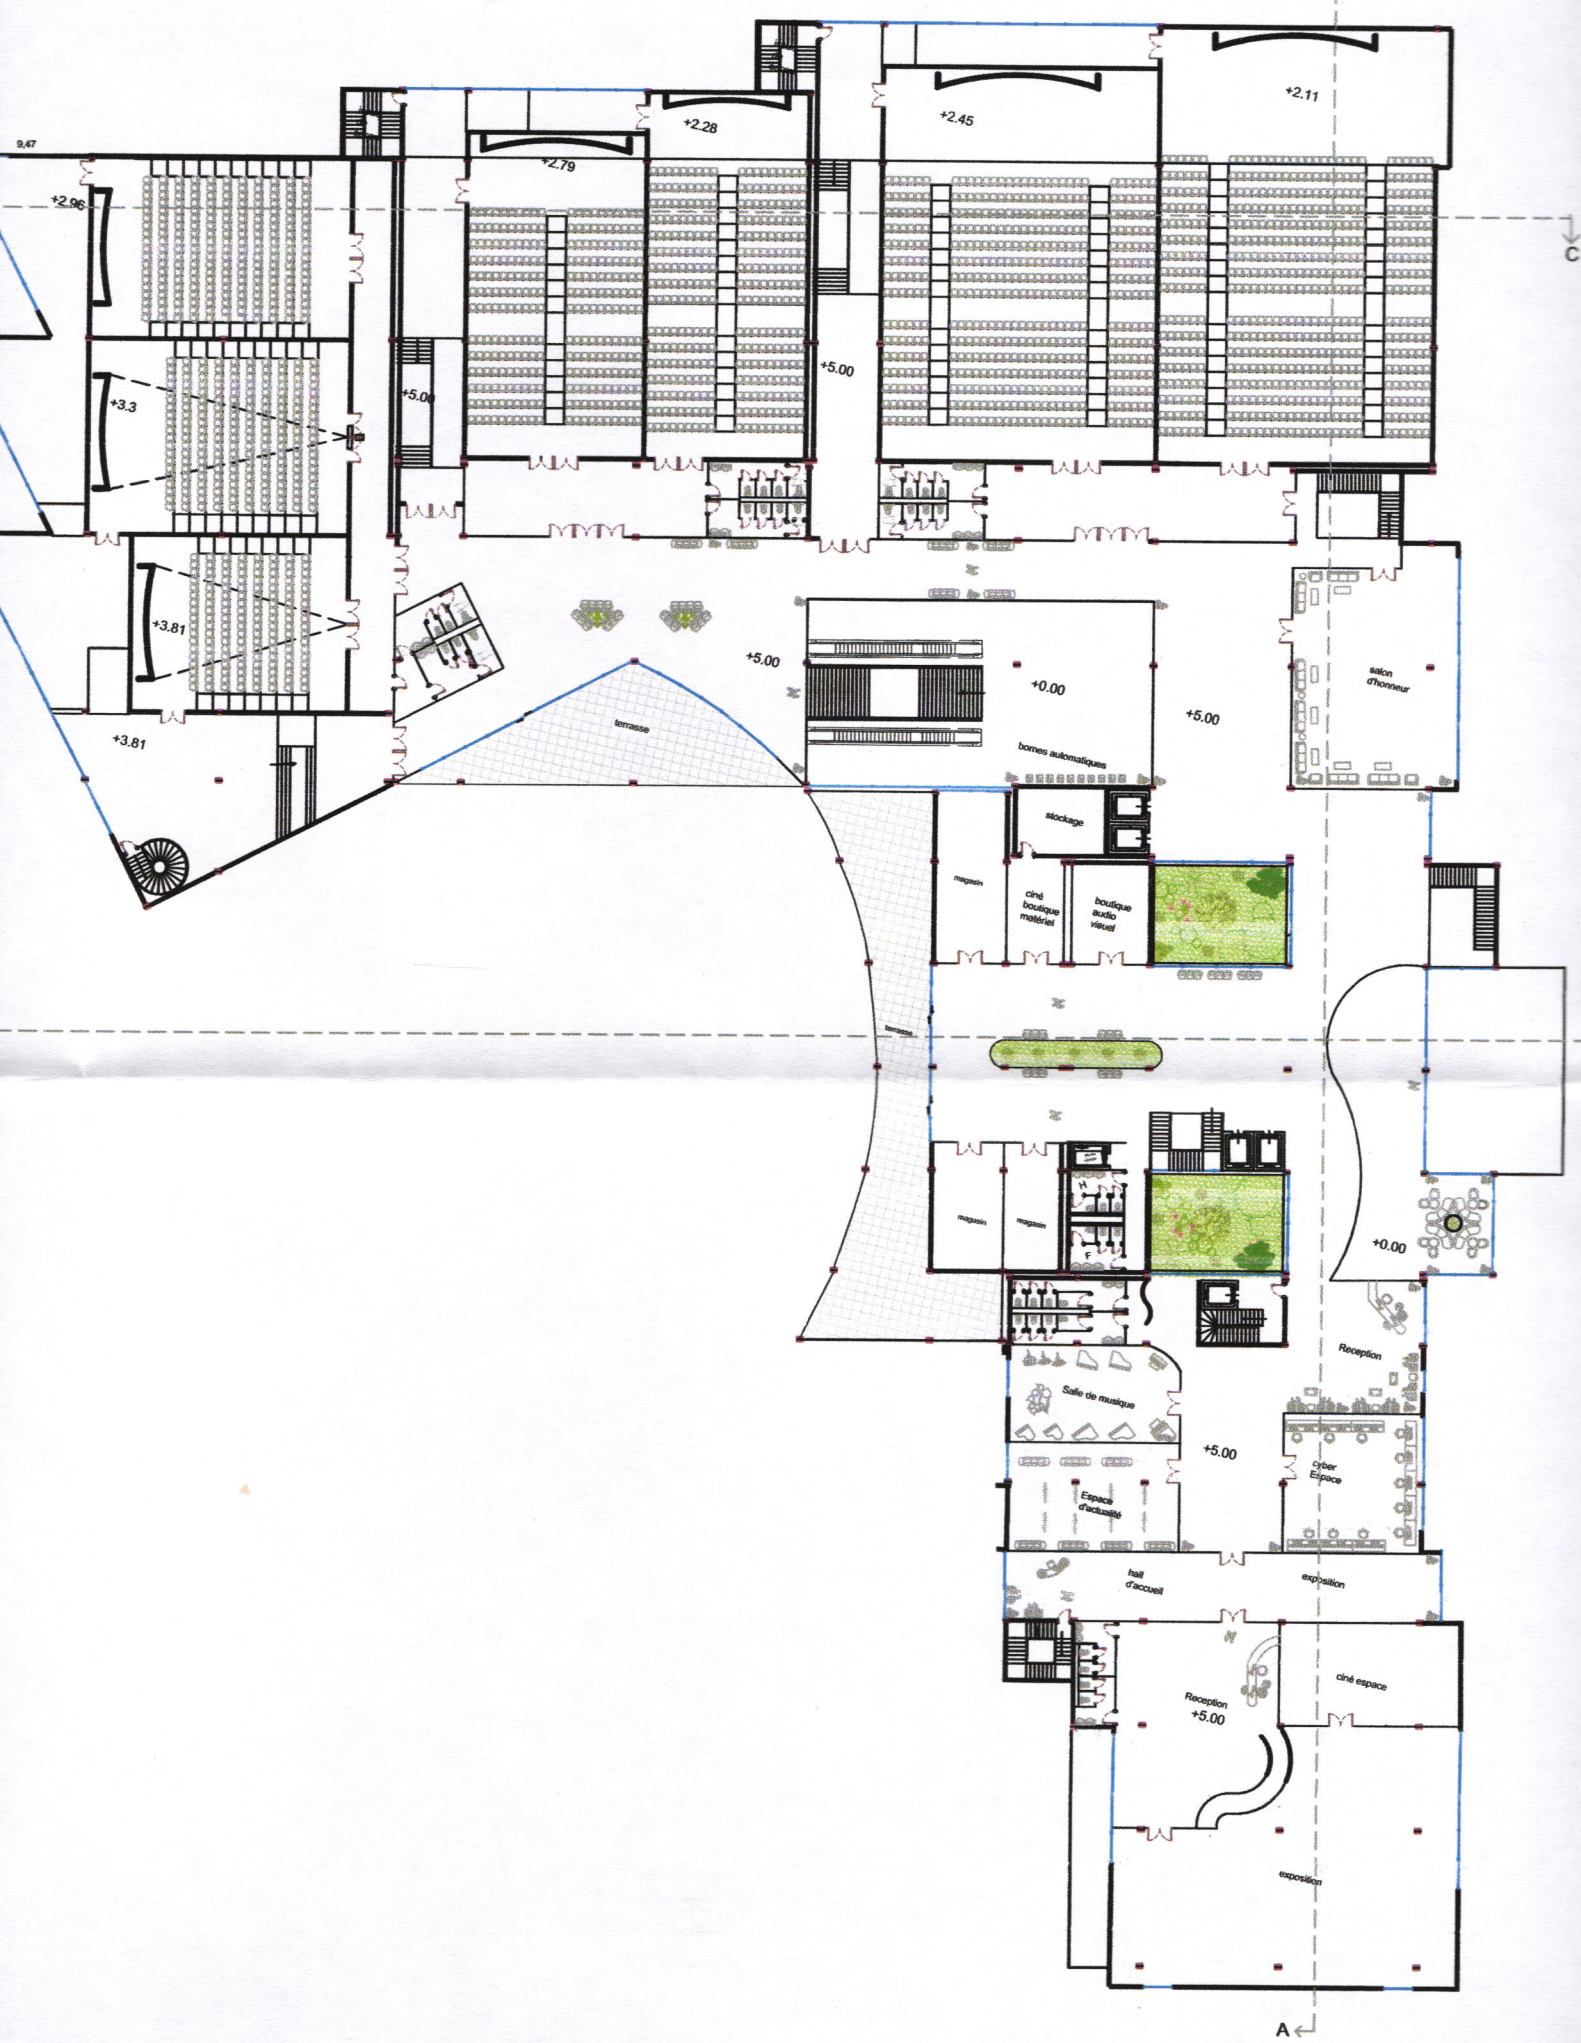 +2.11
+2.45
+2.28
9,47
+2.79
+2.96
C
+5.00
+5.00
+3.3
+3.81
+5.00
+0.00
+5.00
salon
d'honneur
terrasse
+3.81
bornes automatiques
stockage
magasin
ciné
boutique
matériel
boutique
audio
visuel
terrasse
H
magasin
magasin
F
+0.00
Reception
Salle de musique
+5.00
cyber
Espace
Espace
d'actualité
hall
d'accueil
exposition
ciné espace
Reception
+5.00
exposition
A